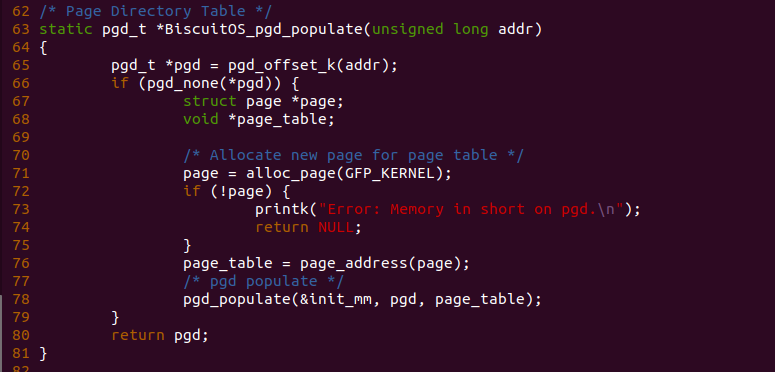 62 /* Page Directory Table */
63 static pgd_t *BiscuitOS_pgd_populate(unsigned long addr)
64 {
65         pgd_t *pgd = pgd_offset_k(addr);
66         if (pgd_none(*pgd)) {
67                 struct page *page;
68                 void *page_table;
69
70                 /* Allocate new page for page table */
71                 page = alloc_page(GFP_KERNEL);
72                 if (!page) {
73                         printk("Error: Memory in short on pgd.\n");
74                         return NULL;
75                 }
76                 page_table = page_address(page);
77                 /* pgd populate */
78                 pgd_populate(&init_mm, pgd, page_table);
79         }
80         return pgd;
81 }
82